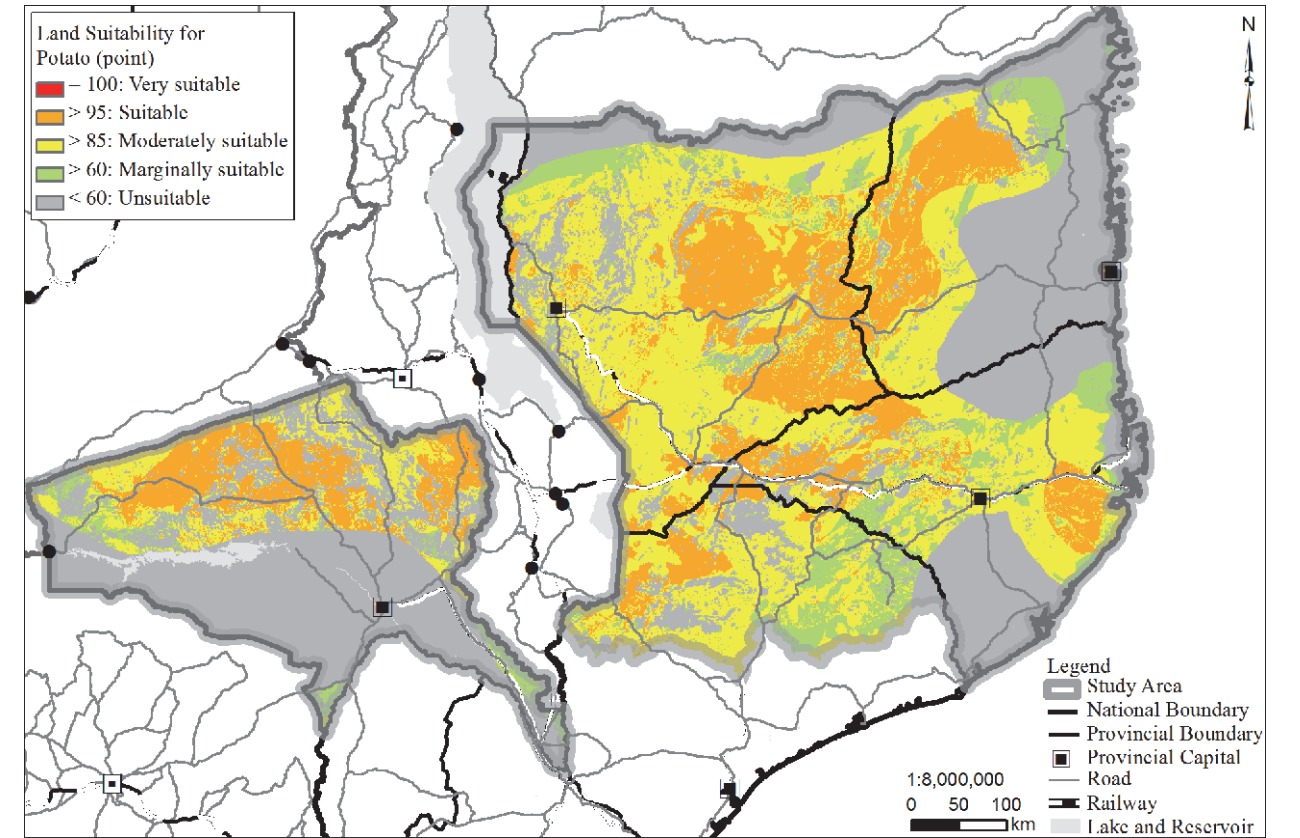 Land Suitability for
Potato (point)
– 100: Very suitable
> 95: Suitable
> 85: Moderately suitable
> 60: Marginally suitable
< 60: Unsuitable
N
Legend
Study Area
National Boundary
Provincial Boundary
Provincial Capital
Road
Railway
Lake and Reservoir
1:8,000,000
0 50 100
km